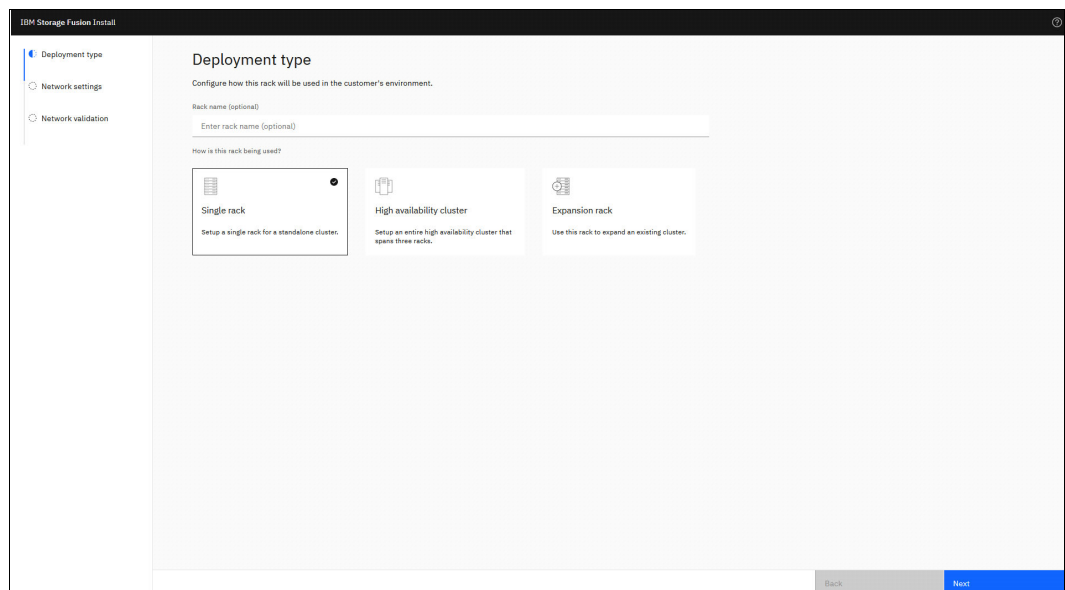 IBM Storage Fusion Install
Deployment type
Network settings
Network validation
Deployment type
Configure how this rack will be used in the customer's environment.
Rack name (optional)
Enter rack name (optional)
How is this rack being used?
Single rack
Setup a single rack for a standalone cluster.
High availability cluster
Setup an entire high availability cluster that
spans three racks.
Expansion rack
Use this rack to expand an existing cluster.
Back
Next